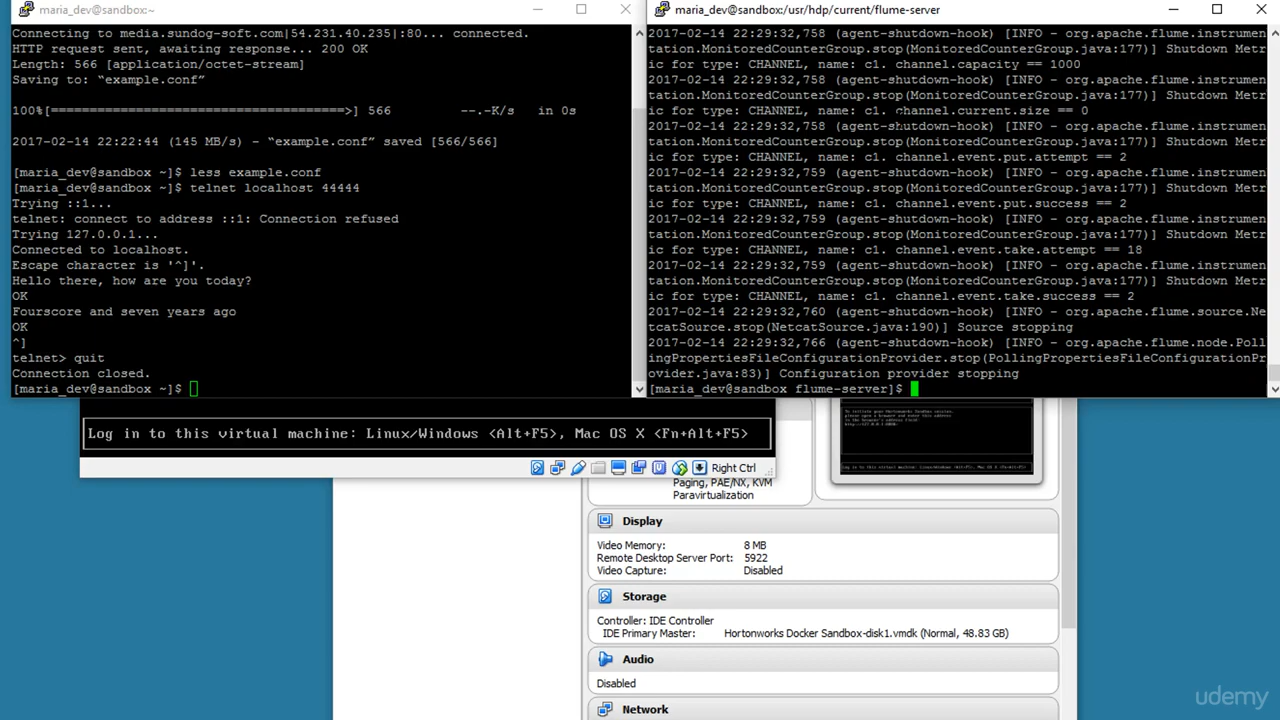 maria_dev@sandbox:~
Connecting to media.sundog-soft.com|54.231.40.235|:80... connected.
HTTP request sent, awaiting response... 200 OK
Length: 566 [application/octet-stream]
Saving to: “example.conf”
100%[======================================>] 566         --.-K/s   in 0s
2017-02-14 22:22:44 (145 MB/s) - “example.conf” saved [566/566]
[maria_dev@sandbox ~]$ less example.conf
[maria_dev@sandbox ~]$ telnet localhost 44444
Trying ::1...
telnet: connect to address ::1: Connection refused
Trying 127.0.0.1...
Connected to localhost.
Escape character is '^]'.
Hello there, how are you today?
OK
Fourscore and seven years ago
OK
^]
telnet> quit
Connection closed.
[maria_dev@sandbox ~]$
maria_dev@sandbox:/usr/hdp/current/flume-server
2017-02-14 22:29:32,758 (agent-shutdown-hook) [INFO - org.apache.flume.instrumen
tation.MonitoredCounterGroup.stop(MonitoredCounterGroup.java:177)] Shutdown Metr
ic for type: CHANNEL, name: c1. channel.capacity == 1000
2017-02-14 22:29:32,758 (agent-shutdown-hook) [INFO - org.apache.flume.instrumen
tation.MonitoredCounterGroup.stop(MonitoredCounterGroup.java:177)] Shutdown Metr
ic for type: CHANNEL, name: c1. channel.current.size == 0
2017-02-14 22:29:32,758 (agent-shutdown-hook) [INFO - org.apache.flume.instrumen
tation.MonitoredCounterGroup.stop(MonitoredCounterGroup.java:177)] Shutdown Metr
ic for type: CHANNEL, name: c1. channel.event.put.attempt == 2
2017-02-14 22:29:32,759 (agent-shutdown-hook) [INFO - org.apache.flume.instrumen
tation.MonitoredCounterGroup.stop(MonitoredCounterGroup.java:177)] Shutdown Metr
ic for type: CHANNEL, name: c1. channel.event.put.success == 2
2017-02-14 22:29:32,759 (agent-shutdown-hook) [INFO - org.apache.flume.instrumen
tation.MonitoredCounterGroup.stop(MonitoredCounterGroup.java:177)] Shutdown Metr
ic for type: CHANNEL, name: c1. channel.event.take.attempt == 18
2017-02-14 22:29:32,759 (agent-shutdown-hook) [INFO - org.apache.flume.instrumen
tation.MonitoredCounterGroup.stop(MonitoredCounterGroup.java:177)] Shutdown Metr
ic for type: CHANNEL, name: c1. channel.event.take.success == 2
2017-02-14 22:29:32,760 (agent-shutdown-hook) [INFO - org.apache.flume.source.Ne
tcatSource.stop(NetcatSource.java:190)] Source stopping
2017-02-14 22:29:32,766 (agent-shutdown-hook) [INFO - org.apache.flume.node.Poll
ingPropertiesFileConfigurationProvider.stop(PollingPropertiesFileConfigurationPr
ovider.java:83)] Configuration provider stopping
[maria_dev@sandbox flume-server]$
Log in to this virtual machine: Linux/Windows <Alt+F5>, Mac OS X <Fn+Alt+F5>
Right Ctrl
Paging, PAE/NX, KVM
Paravirtualization
Display
Video Memory: 8 MB
Remote Desktop Server Port: 5922
Video Capture: Disabled
Storage
Controller: IDE Controller
IDE Primary Master: Hortonworks Docker Sandbox-disk1.vmdk (Normal, 48.83 GB)
Audio
Disabled
Network
udemy